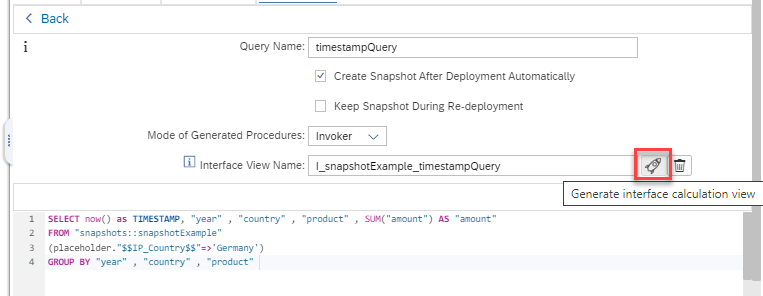 Back
i
Query Name: timestampQuery
Create Snapshot After Deployment Automatically
Keep Snapshot During Re-deployment
Mode of Generated Procedures: Invoker
i Interface View Name: I_snapshotExample_timestampQuery
Generate interface calculation view
1 SELECT now() as TIMESTAMP, "year" , "country" , "product" , SUM("amount") AS "amount"
2 FROM "snapshots::snapshotExample"
3 (placeholder."$$IP_Country$$"=>'Germany')
4 GROUP BY "year" , "country" , "product"